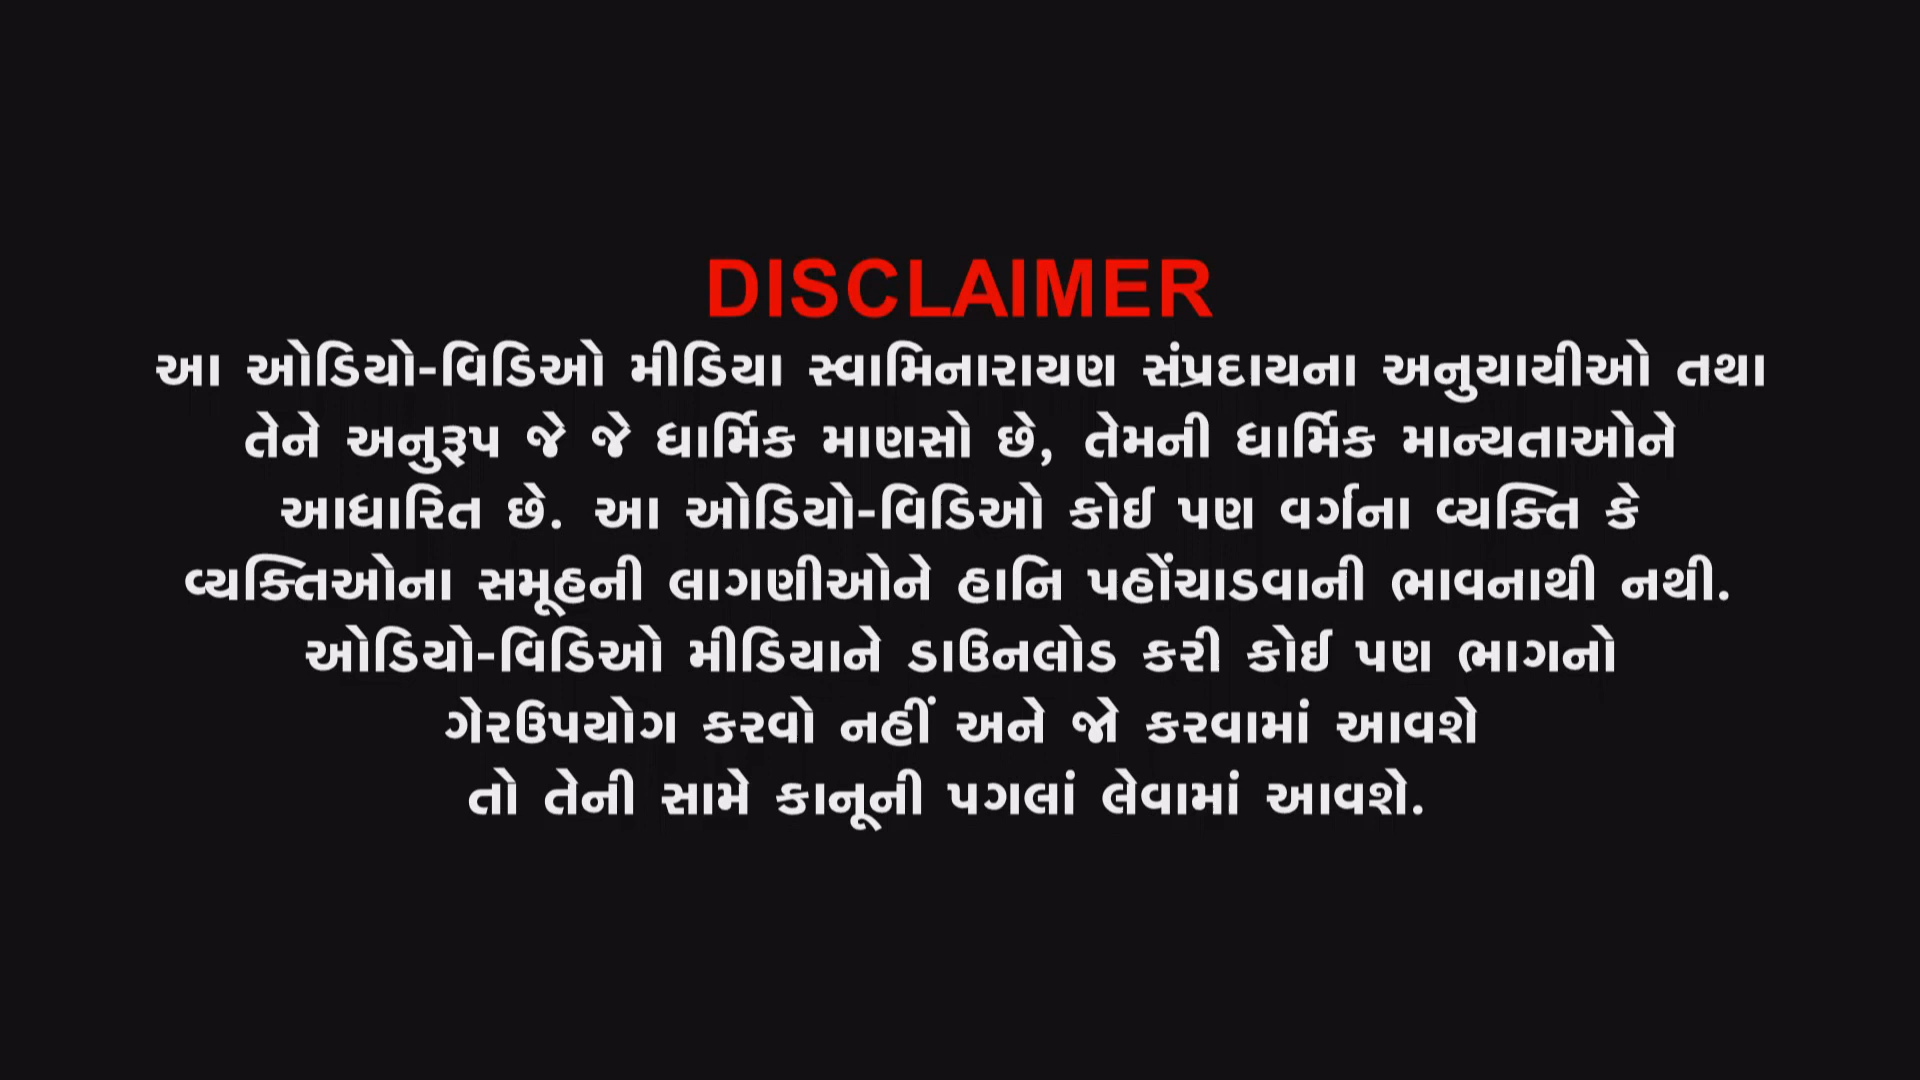 DISCLAIMER
આ ઓડિયો-વિડિઓ મીડિયા સ્વામિનારાયણ સંપ્રદાયના અનુયાયીઓ તથા
તેને અનુરૂપ જે જે ધાર્મિક માણસો છે, તેમની ધાર્મિક માન્યતાઓને
આધારિત છે. આ ઓડિયો-વિડિઓ કોઈ પણ વર્ગના વ્યક્તિ કે
વ્યક્તિઓના સમૂહની લાગણીઓને હાનિ પહોંચાડવાની ભાવનાથી નથી.
ઓડિયો-વિડિઓ મીડિયાને ડાઉનલોડ કરી કોઈ પણ ભાગનો
ગેરઉપયોગ કરવો નહીં અને જો કરવામાં આવશે
તો તેની સામે કાનૂની પગલાં લેવામાં આવશે.